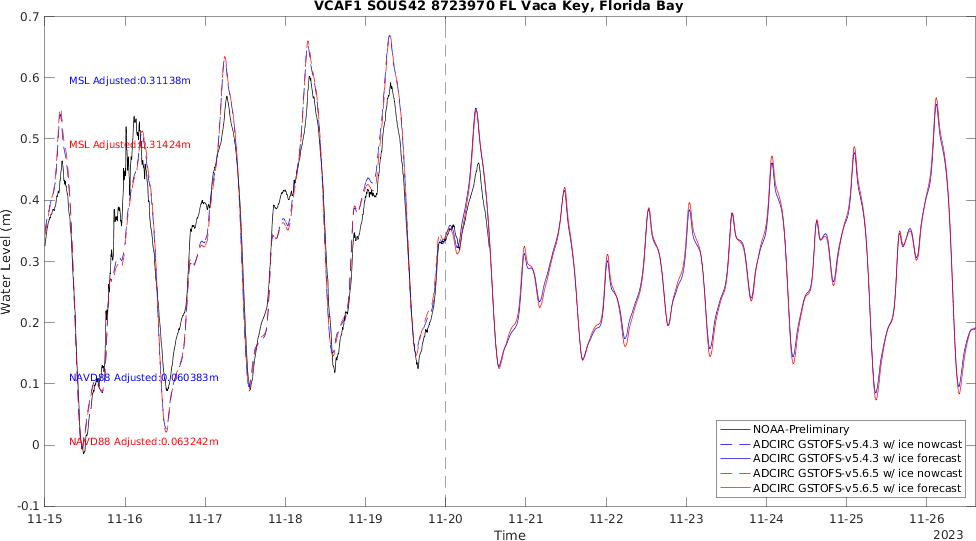 VCAF1 SOUS42 8723970 FL Vaca Key, Florida Bay
0.7
0.6
0.5
0.4
0.3
0.2
0.1
0
-0.1
Water Level (m)
MSL Adjusted:0.31138m
MSL Adjusted:0.31424m
NAVD88 Adjusted:0.060383m
NAVD88 Adjusted:0.063242m
NOAA-Preliminary
ADCIRC GSTOFS-v5.4.3 w/ ice nowcast
ADCIRC GSTOFS-v5.4.3 w/ ice forecast
ADCIRC GSTOFS-v5.6.5 w/ ice nowcast
ADCIRC GSTOFS-v5.6.5 w/ ice forecast
11-15 11-16 11-17 11-18 11-19 11-20 11-21 11-22 11-23 11-24 11-25 11-26
Time
2023